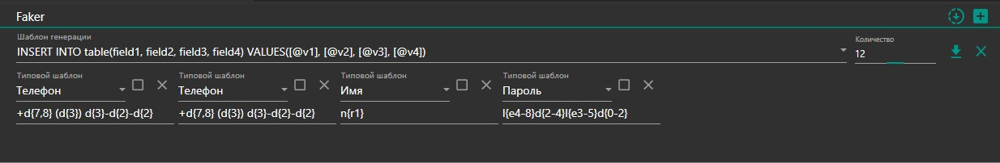 Faker
Шаблон генерации
INSERT INTO table(field1, field2, field3, field4) VALUES([@v1], [@v2], [@v3], [@v4])
Количество
12
Типовой шаблон Типовой шаблон Типовой шаблон Типовой шаблон
Телефон Телефон Имя Пароль
+d{7,8} (d{3}) d{3}-d{2}-d{2} +d{7,8} (d{3}) d{3}-d{2}-d{2} n{r1} l{e4-8}d{2-4}l{e3-5}d{0-2}